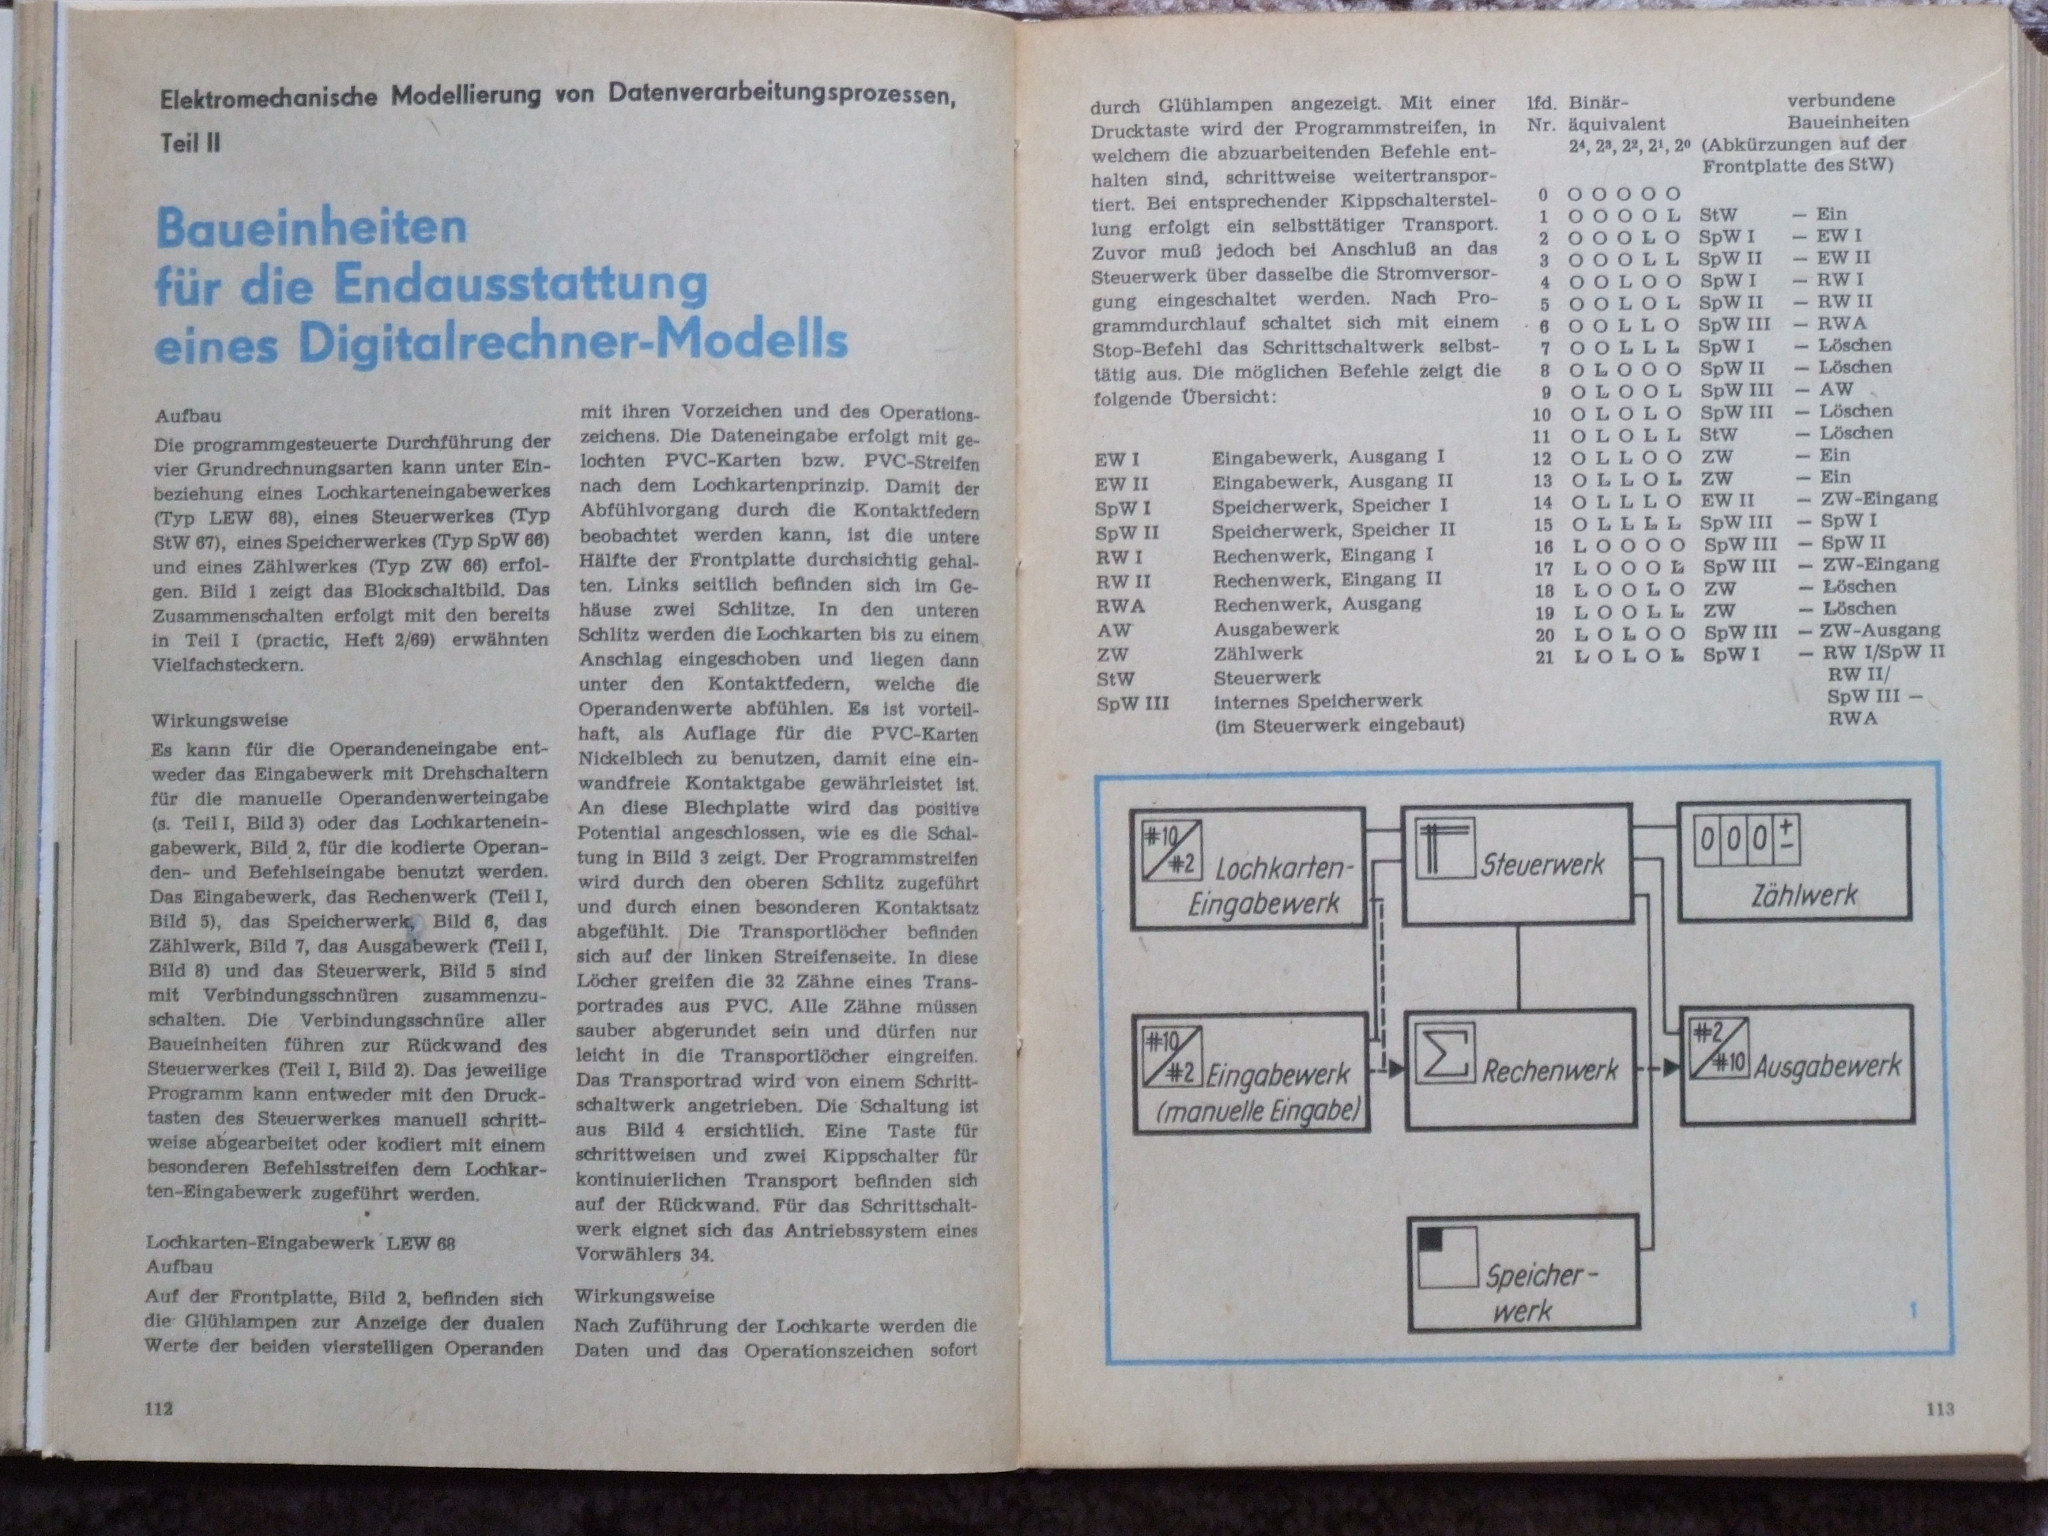 Elektromechanische Modellierung von Datenverarbeitungsprozessen,
Teil II
Baueinheiten
für die Endausstattung
eines Digitalrechner-Modells
Aufbau
Die programmgesteuerte Durchführung der
vier Grundrechnungsarten kann unter Ein-
beziehung eines Lochkarteneingabewerkes
(Typ LEW 68), eines Steuerwerkes (Typ
StW 67), eines Speicherwerkes (Typ SpW 66)
und eines Zählwerkes (Typ ZW 66) erfol-
gen. Bild 1 zeigt das Blockschaltbild. Das
Zusammenschalten erfolgt mit den bereits
in Teil I (practic, Heft 2/69) erwähnten
Vielfachsteckern.
Wirkungsweise
Es kann für die Operandeneingabe ent-
weder das Eingabewerk mit Drehschaltern
für die manuelle Operandenwerteingabe
(s. Teil I, Bild 3) oder das Lochkartenein-
gabewerk, Bild 2, für die kodierte Operan-
den- und Befehlseingabe benutzt werden.
Das Eingabewerk, das Rechenwerk (Teil I,
Bild 5), das Speicherwerk, Bild 6, das
Zählwerk, Bild 7, das Ausgabewerk (Teil I,
Bild 8) und das Steuerwerk, Bild 5 sind
mit Verbindungsschnüren zusammenzu-
schalten. Die Verbindungsschnüre aller
Baueinheiten führen zur Rückwand des
Steuerwerkes (Teil I, Bild 2). Das jeweilige
Programm kann entweder mit den Druck-
tasten des Steuerwerkes manuell schritt-
weise abgearbeitet oder kodiert mit einem
besonderen Befehlsstreifen dem Lochkar-
ten-Eingabewerk zugeführt werden.
Lochkarten-Eingabewerk LEW 68
Aufbau
Auf der Frontplatte, Bild 2, befinden sich
die Glühlampen zur Anzeige der dualen
Werte der beiden vierstelligen Operanden
112
mit ihren Vorzeichen und des Operations-
zeichens. Die Dateneingabe erfolgt mit ge-
lochten PVC-Karten bzw. PVC-Streifen
nach dem Lochkartenprinzip. Damit der
Abfühlvorgang durch die Kontaktfedern
beobachtet werden kann, ist die untere
Hälfte der Frontplatte durchsichtig gehal-
ten. Links seitlich befinden sich im Ge-
häuse zwei Schlitze. In den unteren
Schlitz werden die Lochkarten bis zu einem
Anschlag eingeschoben und liegen dann
unter den Kontaktfedern, welche die
Operandenwerte abfühlen. Es ist vorteil-
haft, als Auflage für die PVC-Karten
Nickelblech zu benutzen, damit eine ein-
wandfreie Kontaktgabe gewährleistet ist.
An diese Blechplatte wird das positive
Potential angeschlossen, wie es die Schal-
tung in Bild 3 zeigt. Der Programmstreifen
wird durch den oberen Schlitz zugeführt
und durch einen besonderen Kontaktsatz
abgefühlt. Die Transportlöcher befinden
sich auf der linken Streifenseite. In diese
Löcher greifen die 32 Zähne eines Trans-
portrades aus PVC. Alle Zähne müssen
sauber abgerundet sein und dürfen nur
leicht in die Transportlöcher eingreifen.
Das Transportrad wird von einem Schritt-
schaltwerk angetrieben. Die Schaltung ist
aus Bild 4 ersichtlich. Eine Taste für
schrittweisen und zwei Kippschalter für
kontinuierlichen Transport befinden sich
auf der Rückwand. Für das Schrittschalt-
werk eignet sich das Antriebssystem eines
Vorwählers 34.
Wirkungsweise
Nach Zuführung der Lochkarte werden die
Daten und das Operationszeichen sofort
durch Glühlampen angezeigt. Mit einer
Drucktaste wird der Programmstreifen, in
welchem die abzuarbeitenden Befehle ent-
halten sind, schrittweise weitertranspor-
tiert. Bei entsprechender Kippschalterstel-
lung erfolgt ein selbsttätiger Transport.
Zuvor muß jedoch bei Anschluß an das
Steuerwerk über dasselbe die Stromversor-
gung eingeschaltet werden. Nach Pro-
grammdurchlauf schaltet sich mit einem
Stop-Befehl das Schrittschaltwerk selbst-
tätig aus. Die möglichen Befehle zeigt die
folgende Übersicht:
EW I Eingabewerk, Ausgang I
EW II Eingabewerk, Ausgang II
SpW I Speicherwerk, Speicher I
SpW II Speicherwerk, Speicher II
RW I Rechenwerk, Eingang I
RW II Rechenwerk, Eingang II
RWA Rechenwerk, Ausgang
AW Ausgabewerk
ZW Zählwerk
StW Steuerwerk
SpW III internes Speicherwerk
(im Steuerwerk eingebaut)
lfd. Binär- verbundene
Nr. äquivalent Baueinheiten
2⁴, 2³, 2², 2¹, 2⁰ (Abkürzungen auf der
Frontplatte des StW)
0 O O O O O
1 O O O O L StW – Ein
2 O O O L O SpW I – EW I
3 O O O L L SpW II – EW II
4 O O L O O SpW I – RW I
5 O O L O L SpW II – RW II
6 O O L L O SpW III – RWA
7 O O L L L SpW I – Löschen
8 O L O O O SpW II – Löschen
9 O L O O L SpW III – AW
10 O L O L O SpW III – Löschen
11 O L O L L StW – Löschen
12 O L L O O ZW – Ein
13 O L L O L ZW – Ein
14 O L L L O EW II – ZW-Eingang
15 O L L L L SpW III – SpW I
16 L O O O O SpW III – SpW II
17 L O O O L SpW III – ZW-Eingang
18 L O O L O ZW – Löschen
19 L O O L L ZW – Löschen
20 L O L O O SpW III – ZW-Ausgang
21 L O L O L SpW I – RW I/SpW II
RW II/
SpW III –
RWA
#10/#2 Lochkarten-
Eingabewerk
Steuerwerk
0 0 0 ±
Zählwerk
#10/#2 Eingabewerk
(manuelle Eingabe)
Σ Rechenwerk
#2/#10 Ausgabewerk
Speicher-
werk
1
113